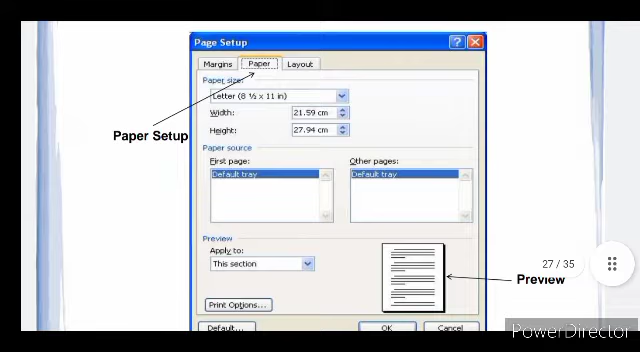 Page Setup
Margins Paper Layout
Paper size:
Letter (8 ½ x 11 in)
Width: 21.59 cm
Height: 27.94 cm
Paper Setup
Paper source
First page: Other pages:
Default tray Default tray
Preview
Apply to:
This section
27 / 35
Preview
Print Options...
Default... OK Cancel
PowerDirector